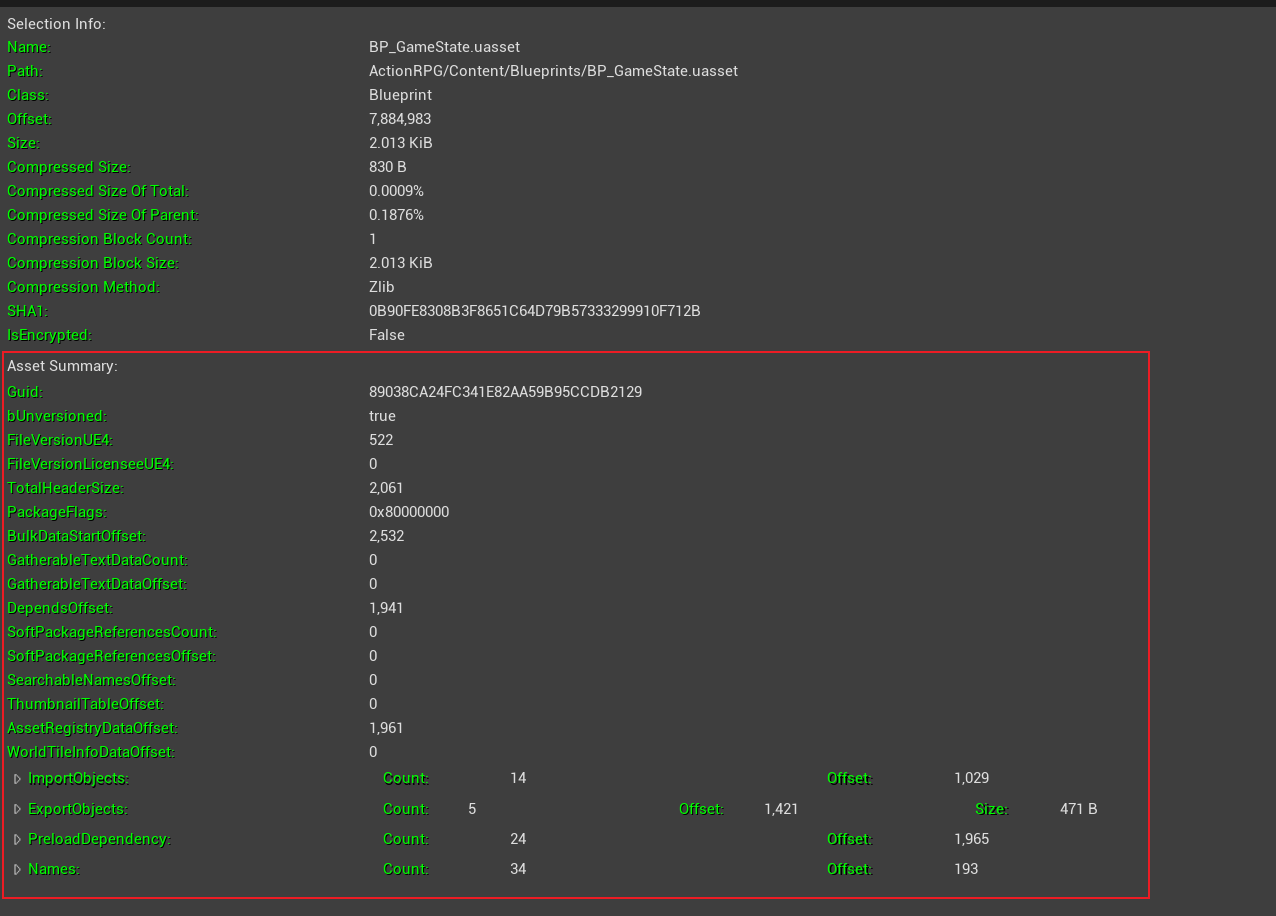 Selection Info:
Name: BP_GameState.uasset
Path: ActionRPG/Content/Blueprints/BP_GameState.uasset
Class: Blueprint
Offset: 7,884,983
Size: 2.013 KiB
Compressed Size: 830 B
Compressed Size Of Total: 0.0009%
Compressed Size Of Parent: 0.1876%
Compression Block Count: 1
Compression Block Size: 2.013 KiB
Compression Method: Zlib
SHA1: 0B90FE8308B3F8651C64D79B57333299910F712B
IsEncrypted: False
Asset Summary:
Guid: 89038CA24FC341E82AA59B95CCDB2129
bUnversioned: true
FileVersionUE4: 522
FileVersionLicenseeUE4: 0
TotalHeaderSize: 2,061
PackageFlags: 0x80000000
BulkDataStartOffset: 2,532
GatherableTextDataCount: 0
GatherableTextDataOffset: 0
DependsOffset: 1,941
SoftPackageReferencesCount: 0
SoftPackageReferencesOffset: 0
SearchableNamesOffset: 0
ThumbnailTableOffset: 0
AssetRegistryDataOffset: 1,961
WorldTileInfoDataOffset: 0
ImportObjects: Count: 14 Offset: 1,029
ExportObjects: Count: 5 Offset: 1,421 Size: 471 B
PreloadDependency: Count: 24 Offset: 1,965
Names: Count: 34 Offset: 193